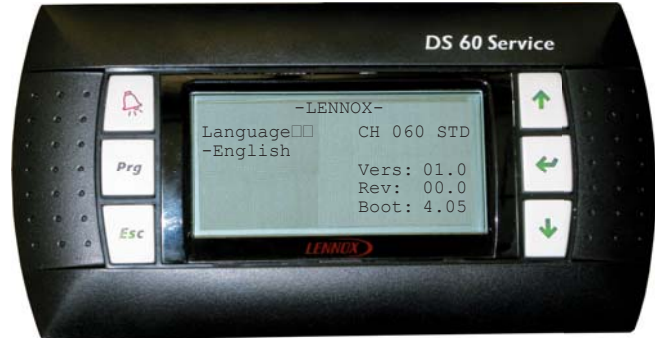 DS 60 Service
-LENNOX-
Language□□ CH 060 STD
-English
Vers: 01.0
Rev: 00.0
Boot: 4.05
Prg
Esc
LENNOX